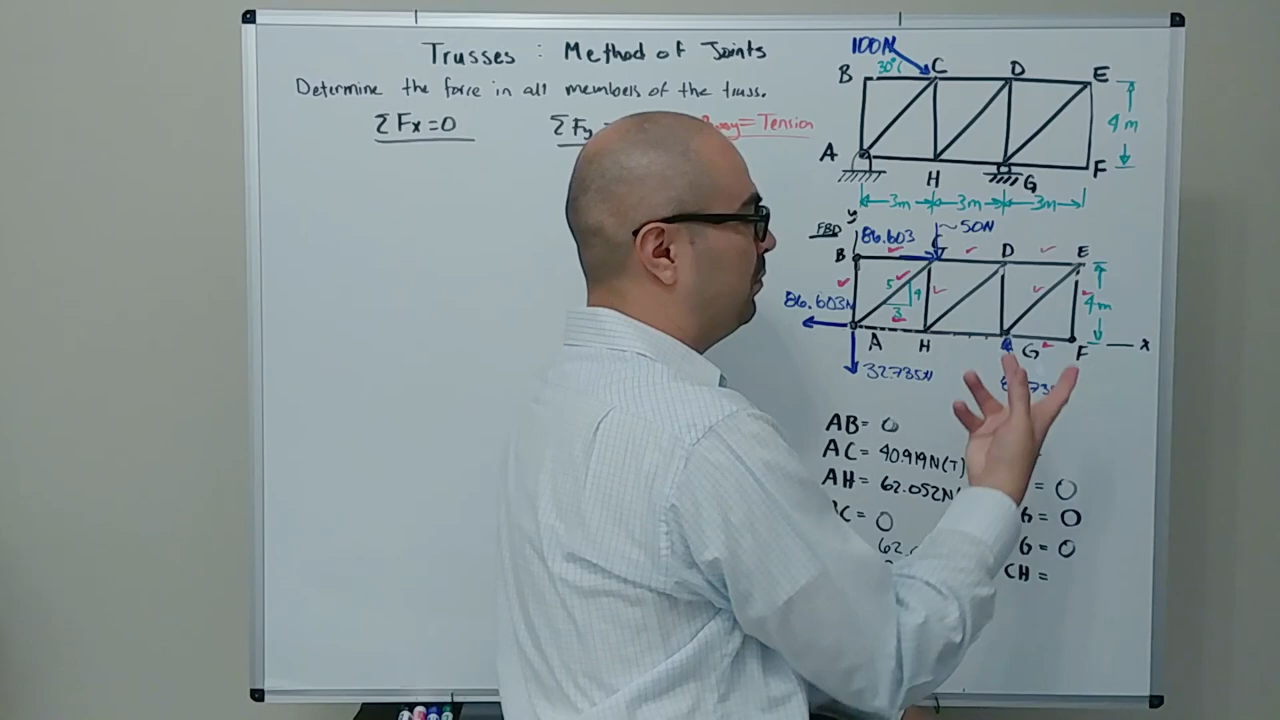 Trusses : Method of Joints
Determine the force in all members of the truss.
ΣFx=0
ΣFy = Tension
100N
30°
B C D E
4m
A H G F
3m 3m 3m
y
FBD 86.603 50N
B D E
5 4 3
86.603N
4m
A H G F x
32.735N
AB= 0
AC= 40.919N(T)
AH= 62.052N
= 0
C= 0
G= 0
62.
G= 0
CH=